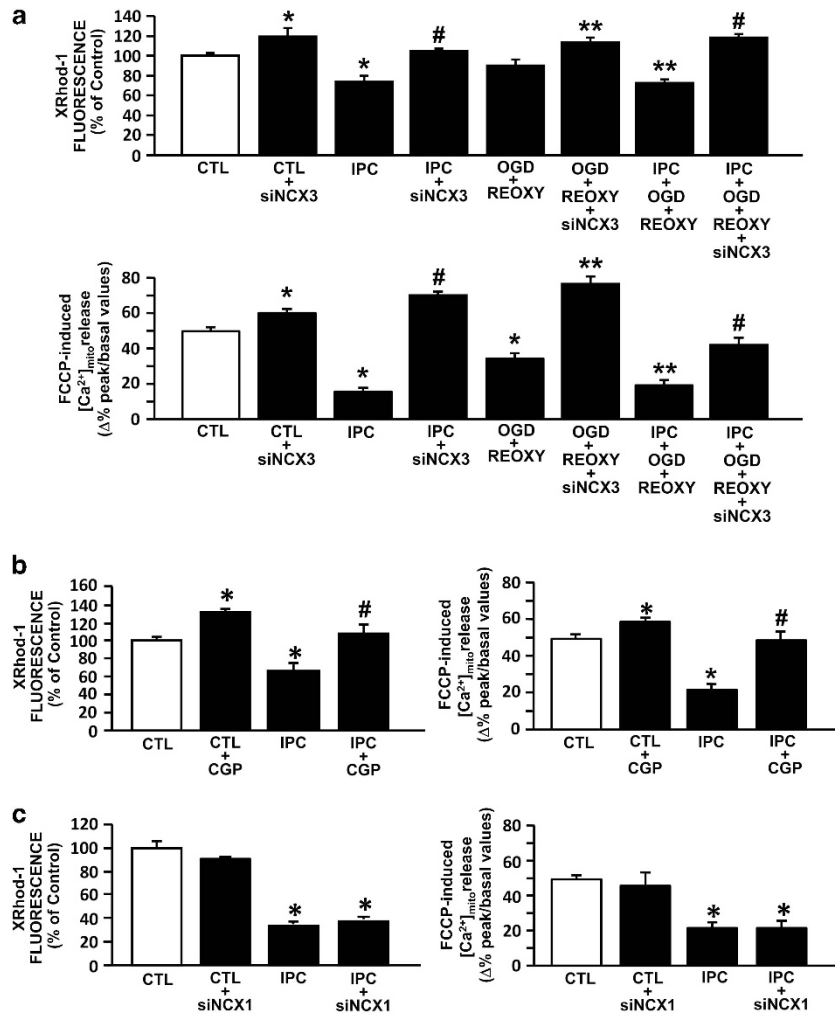 a
XRhod-1
FLUORESCENCE
(% of Control)
140
120
100
80
60
40
20
0
*
*
#
**
**
#
CTL
CTL
+
siNCX3
IPC
IPC
+
siNCX3
OGD
+
REOXY
OGD
+
REOXY
+
siNCX3
IPC
+
OGD
+
REOXY
IPC
+
OGD
+
REOXY
+
siNCX3
FCCP-induced
[Ca²⁺]mito release
(Δ% peak/basal values)
80
60
40
20
0
*
*
#
*
**
**
#
CTL
CTL
+
siNCX3
IPC
IPC
+
siNCX3
OGD
+
REOXY
OGD
+
REOXY
+
siNCX3
IPC
+
OGD
+
REOXY
IPC
+
OGD
+
REOXY
+
siNCX3
b
XRhod-1
FLUORESCENCE
(% of Control)
160
140
120
100
80
60
40
20
0
*
*
#
CTL
CTL
+
CGP
IPC
IPC
+
CGP
FCCP-induced
[Ca²⁺]mito release
(Δ% peak/basal values)
80
60
40
20
0
*
*
#
CTL
CTL
+
CGP
IPC
IPC
+
CGP
c
XRhod-1
FLUORESCENCE
(% of Control)
120
100
80
60
40
20
0
*
*
CTL
CTL
+
siNCX1
IPC
IPC
+
siNCX1
FCCP-induced
[Ca²⁺]mito release
(Δ% peak/basal values)
80
60
40
20
0
*
*
CTL
CTL
+
siNCX1
IPC
IPC
+
siNCX1